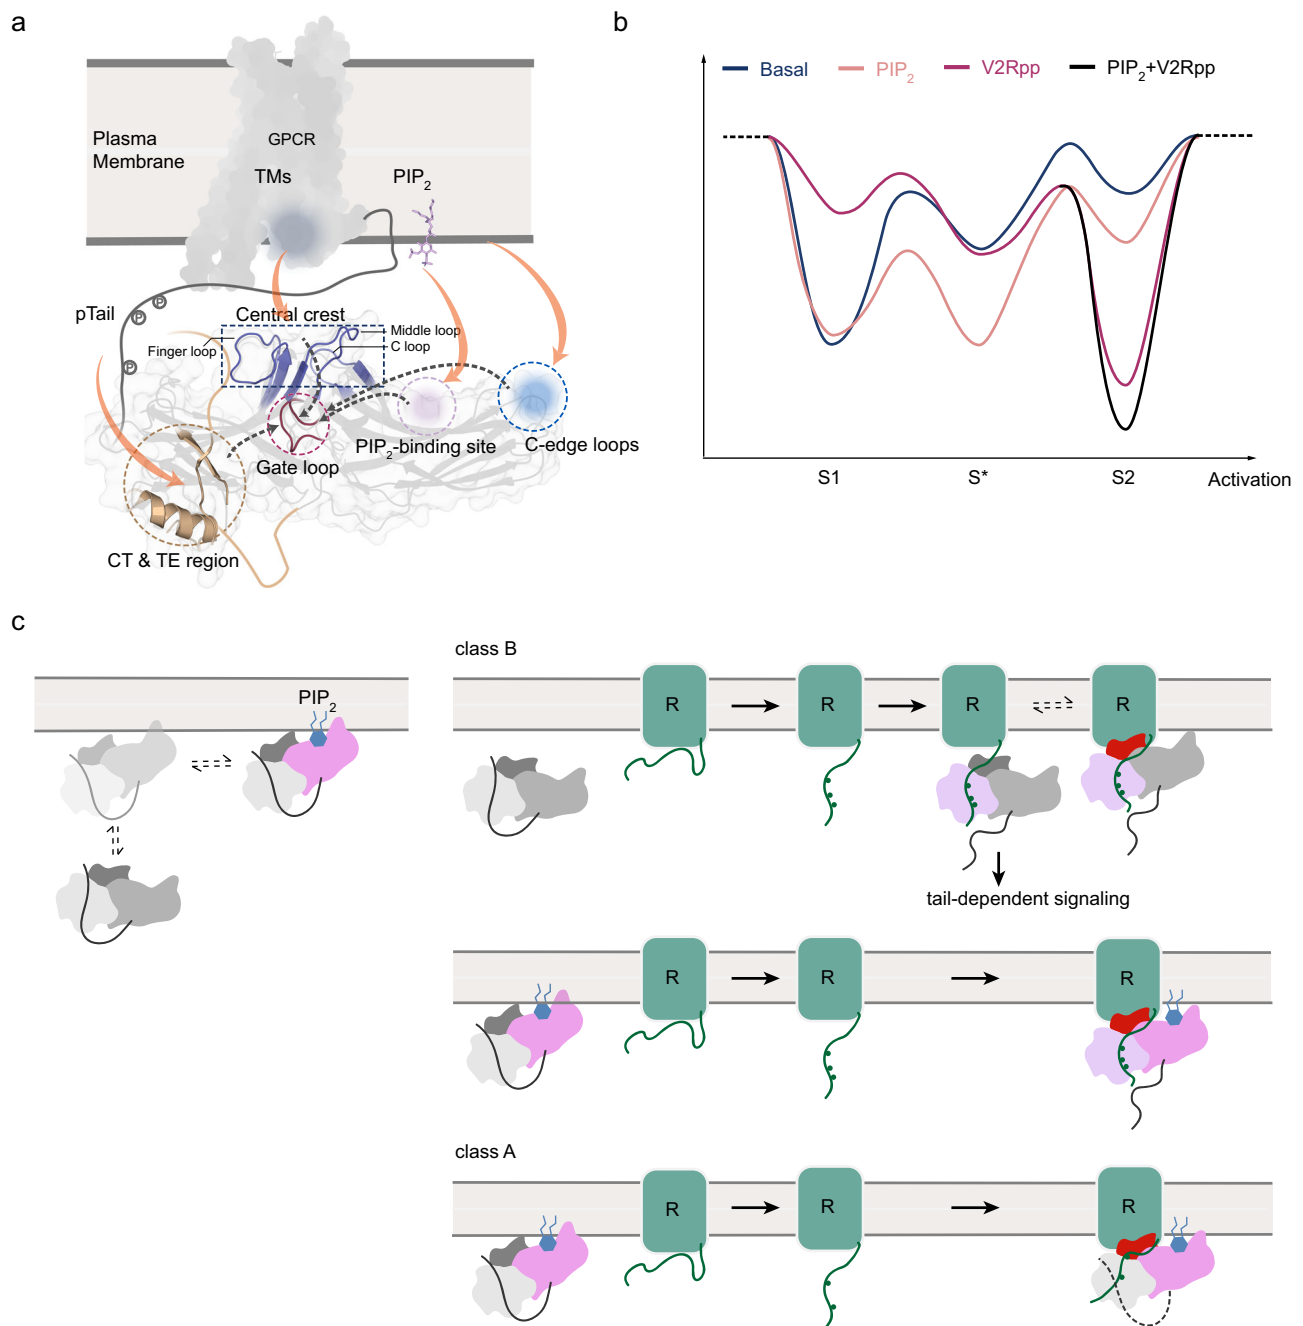 a
Plasma
Membrane
GPCR
TMs
PIP2
pTail
P
P
P
Central crest
Finger loop
Middle loop
C loop
Gate loop
PIP2-binding site
C-edge loops
CT & TE region
b
Basal
PIP2
V2Rpp
PIP2+V2Rpp
S1
S*
S2
Activation
c
PIP2
class B
R
R
R
R
tail-dependent signaling
R
R
R
class A
R
R
R